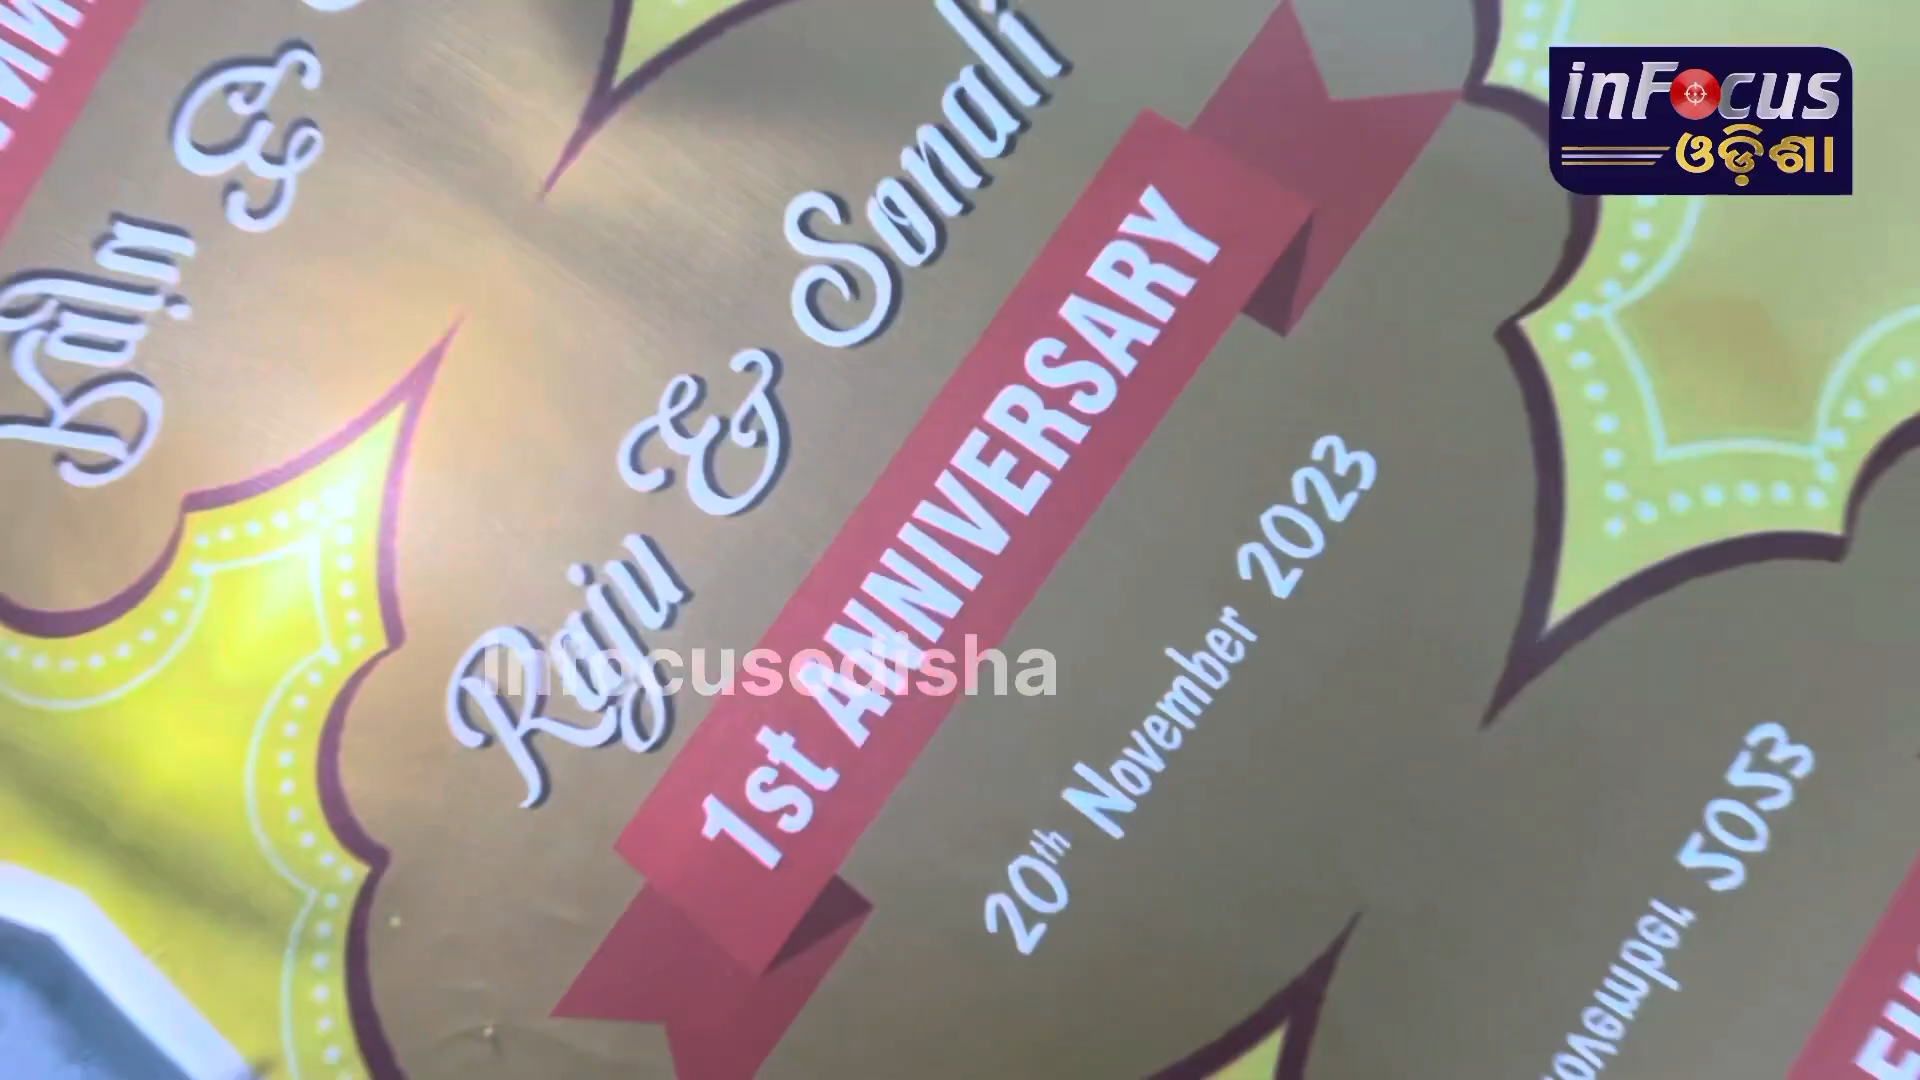 inFocus
ଓଡ଼ିଶା
Raju & Sonali
1st ANNIVERSARY
20th November 2023
infocusodisha